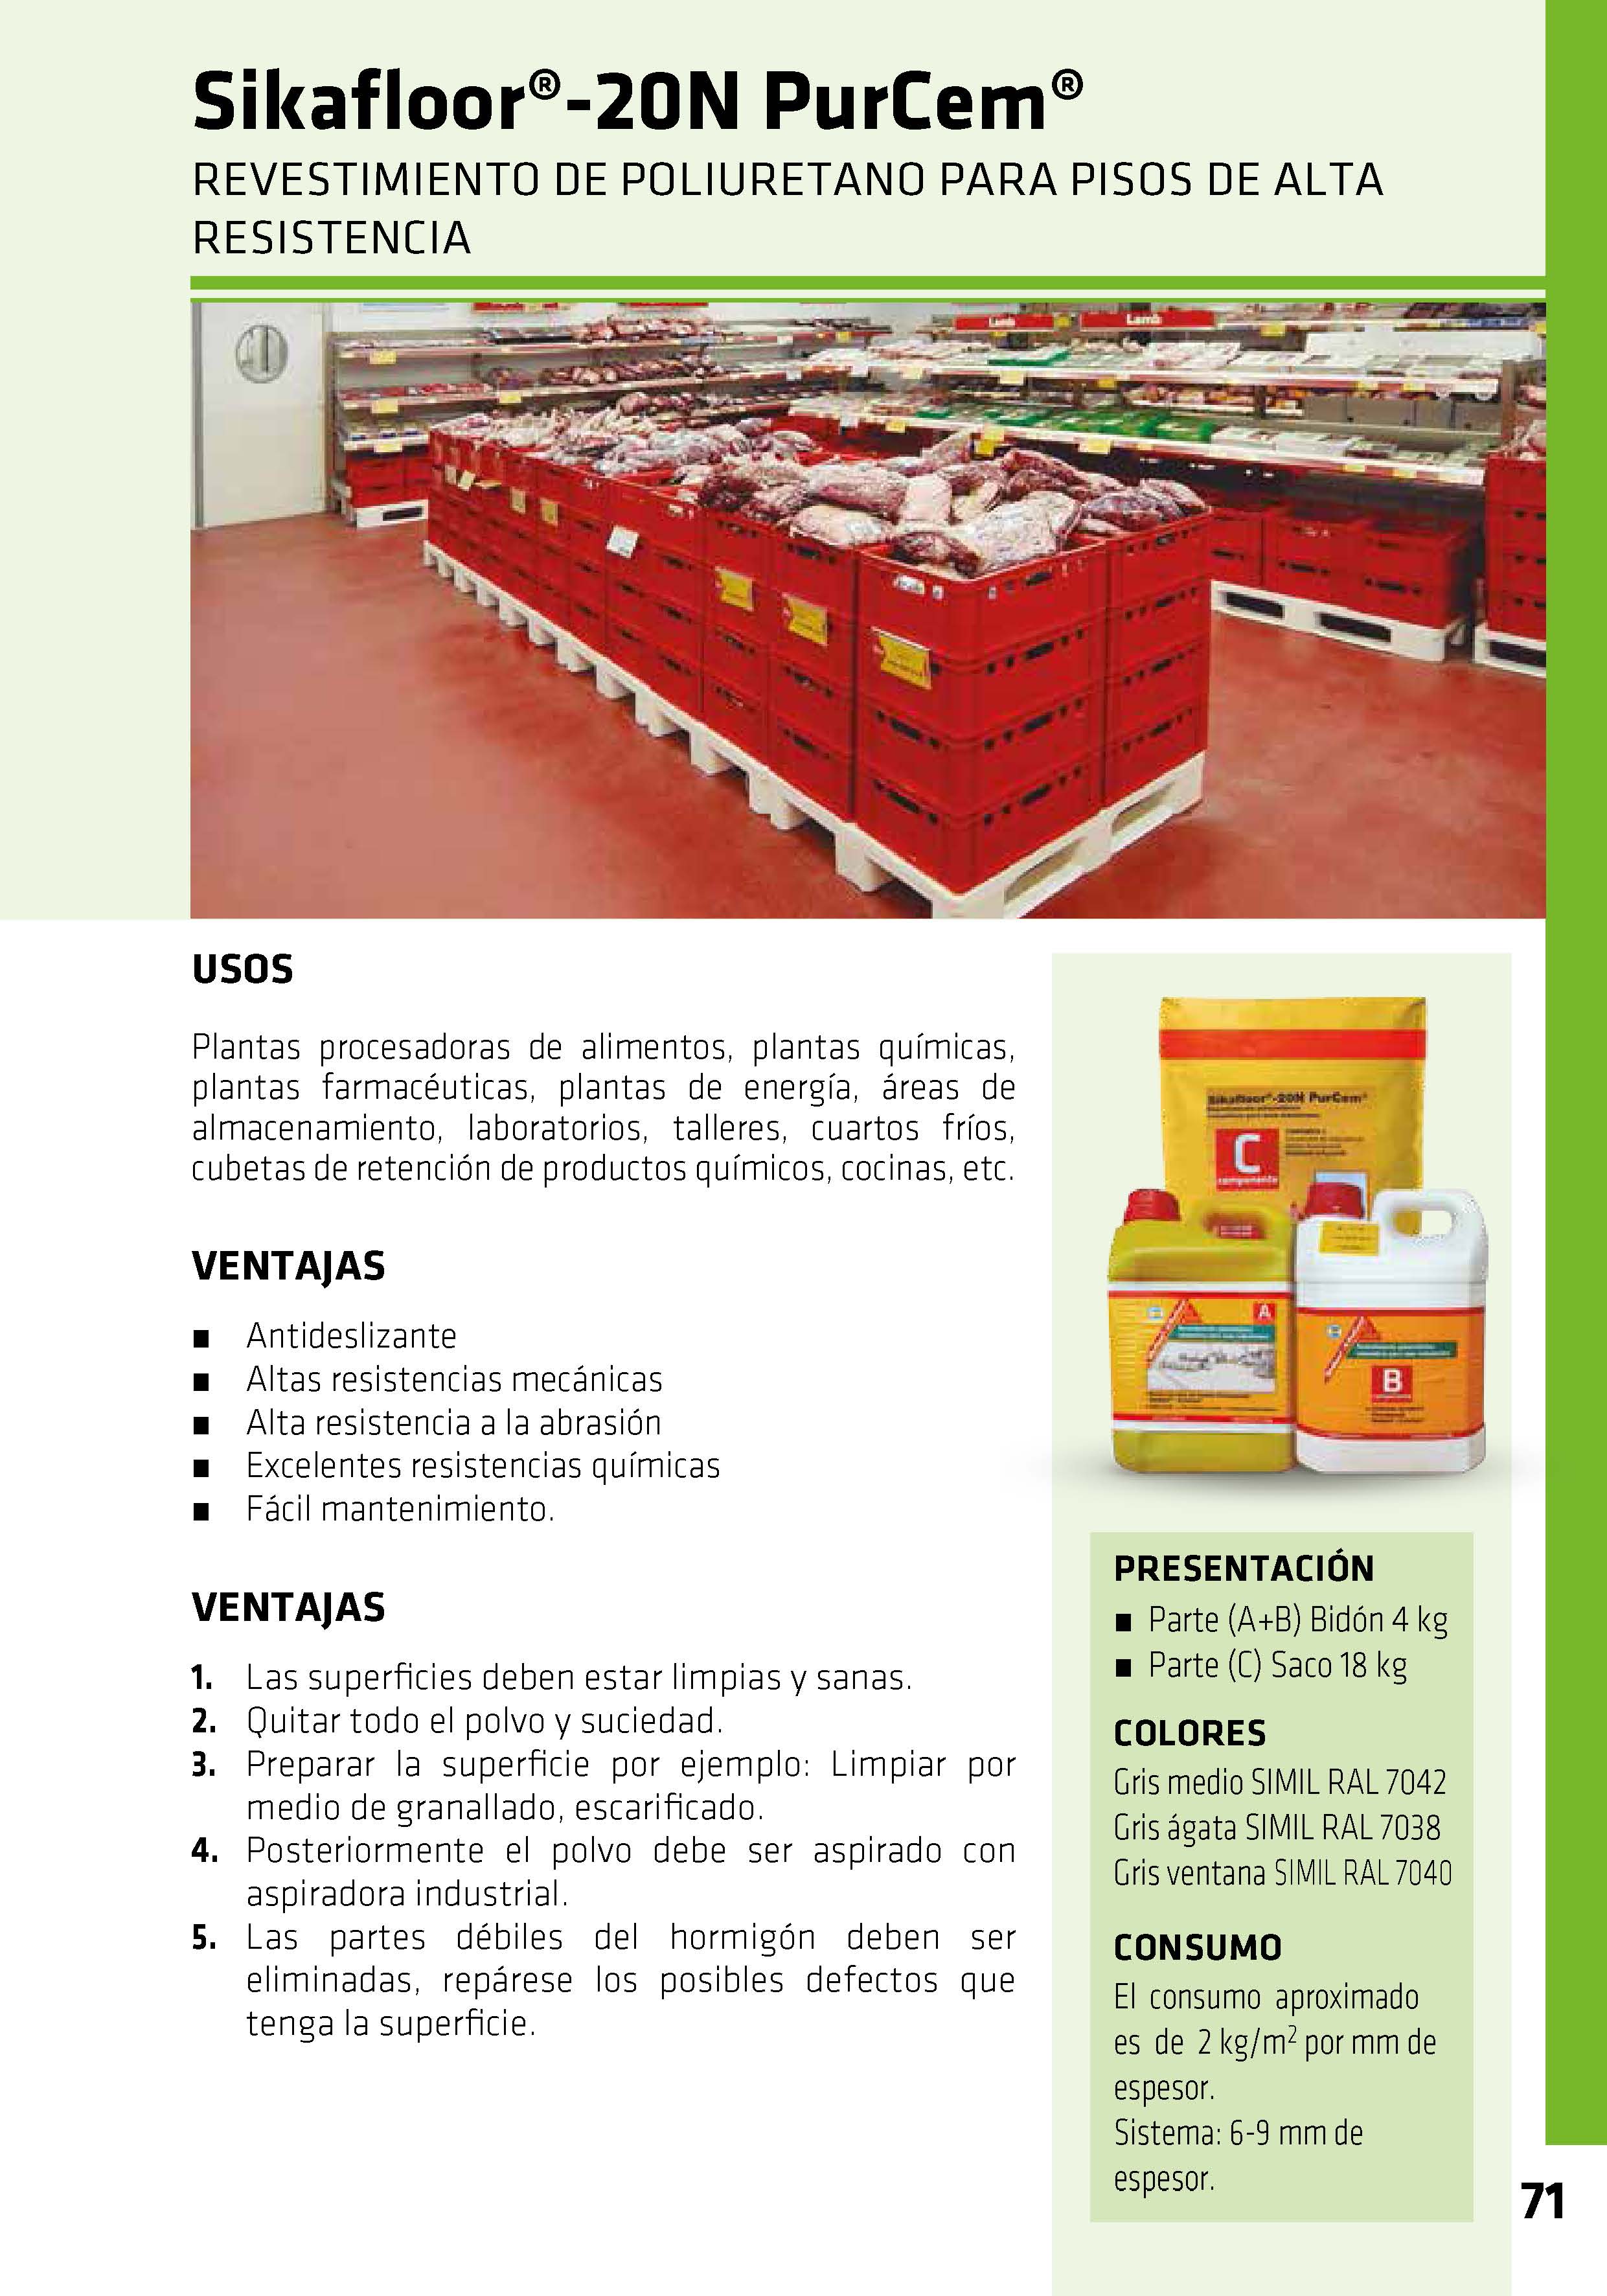 Sikafloor®-20N PurCem®
REVESTIMIENTO DE POLIURETANO PARA PISOS DE ALTA
RESISTENCIA
Lamb
Lamb
USOS
Plantas procesadoras de alimentos, plantas químicas,
plantas farmacéuticas, plantas de energía, áreas de
almacenamiento, laboratorios, talleres, cuartos fríos,
cubetas de retención de productos químicos, cocinas, etc.
VENTAJAS
■ Antideslizante
■ Altas resistencias mecánicas
■ Alta resistencia a la abrasión
■ Excelentes resistencias químicas
■ Fácil mantenimiento.
VENTAJAS
1. Las superficies deben estar limpias y sanas.
2. Quitar todo el polvo y suciedad.
3. Preparar la superficie por ejemplo: Limpiar por
medio de granallado, escarificado.
4. Posteriormente el polvo debe ser aspirado con
aspiradora industrial.
5. Las partes débiles del hormigón deben ser
eliminadas, repárese los posibles defectos que
tenga la superficie.
Sikafloor®-20N PurCem®
C
componente
A
B
PRESENTACIÓN
■ Parte (A+B) Bidón 4 kg
■ Parte (C) Saco 18 kg
COLORES
Gris medio SIMIL RAL 7042
Gris ágata SIMIL RAL 7038
Gris ventana SIMIL RAL 7040
CONSUMO
El consumo aproximado
es de 2 kg/m² por mm de
espesor.
Sistema: 6-9 mm de
espesor.
71